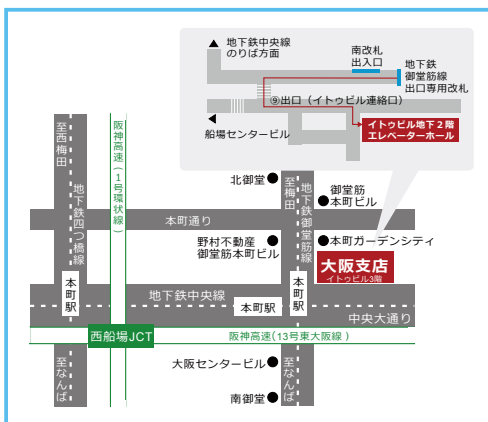 地下鉄中央線
のりば方面
南改札
出入口
地下鉄
御堂筋線
出口専用改札
⑨出口（イトゥビル連絡口）
船場センタービル
イトゥビル地下２階
エレベーターホール
至西梅田
地下鉄四つ橋線
本町駅
至なんば
阪神高速（１号環状線）
北御堂
至梅田
地下鉄御堂筋線
御堂筋
本町ビル
本町通り
野村不動産
御堂筋本町ビル
本町ガーデンシティ
大阪支店
イトゥビル3階
地下鉄中央線
本町駅
本町駅
中央大通り
西船場JCT
阪神高速（13号東大阪線）
大阪センタービル
至なんば
南御堂